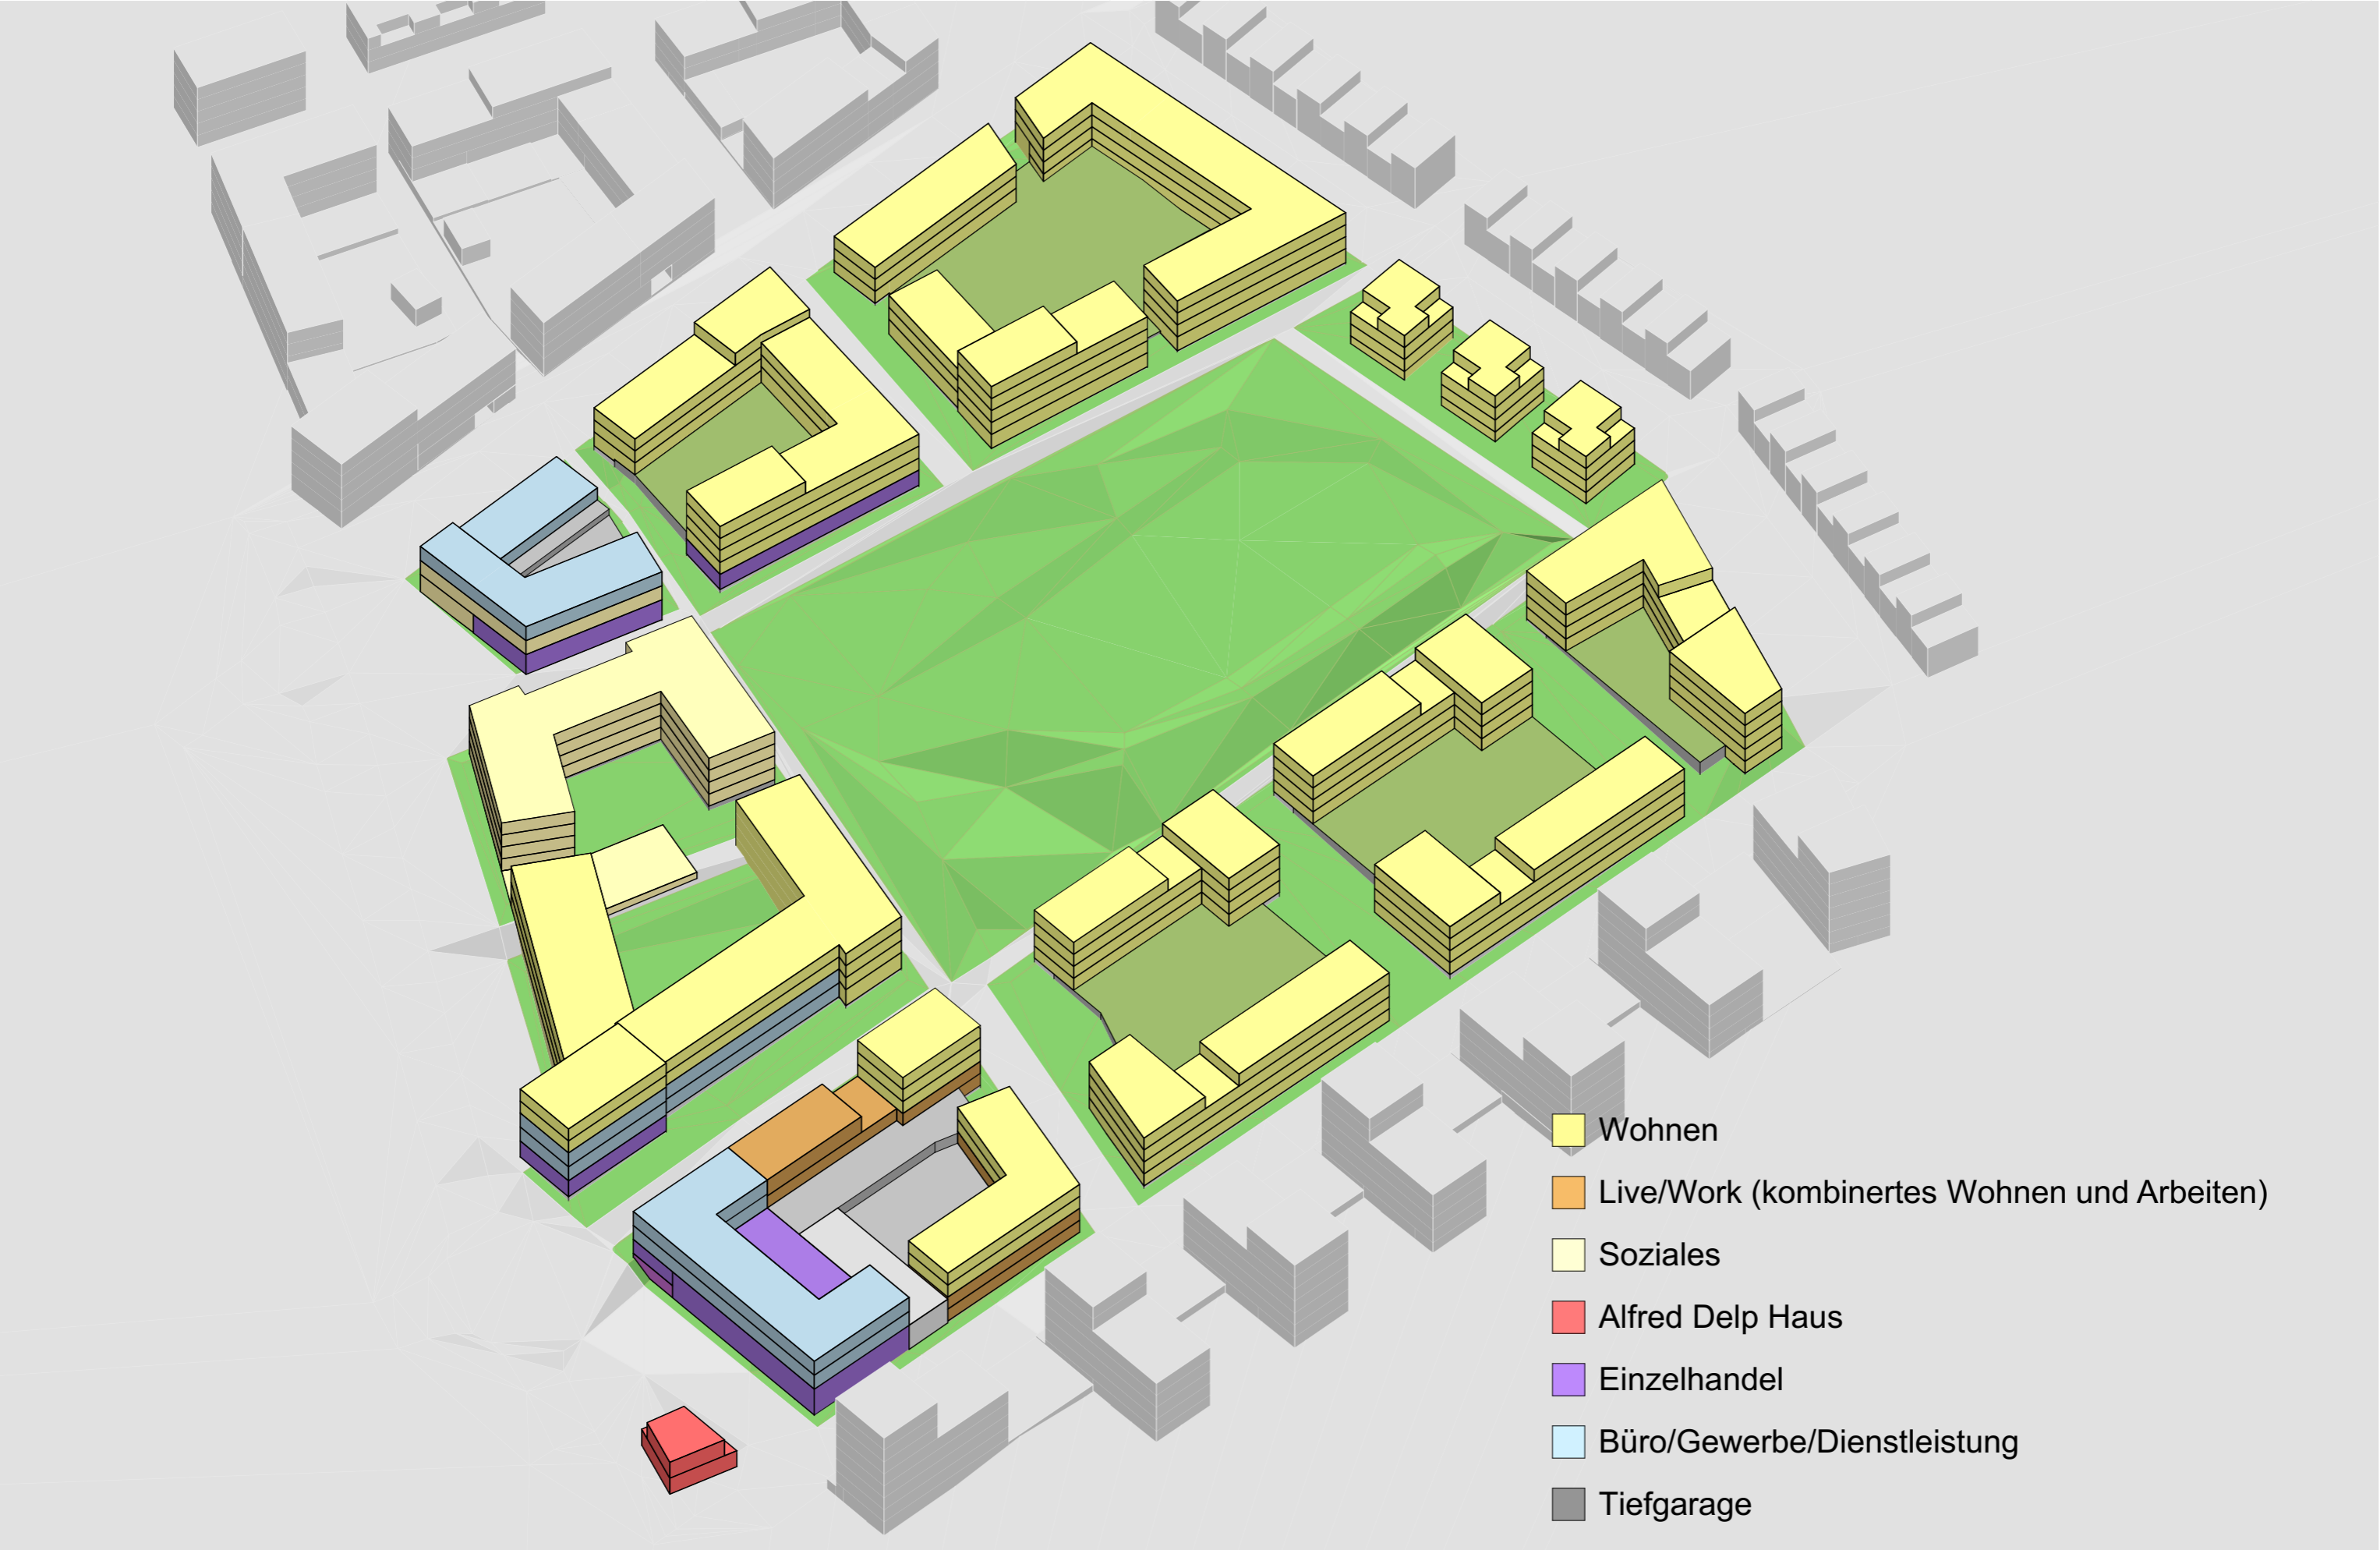 Wohnen
Live/Work (kombinertes Wohnen und Arbeiten)
Soziales
Alfred Delp Haus
Einzelhandel
Büro/Gewerbe/Dienstleistung
Tiefgarage